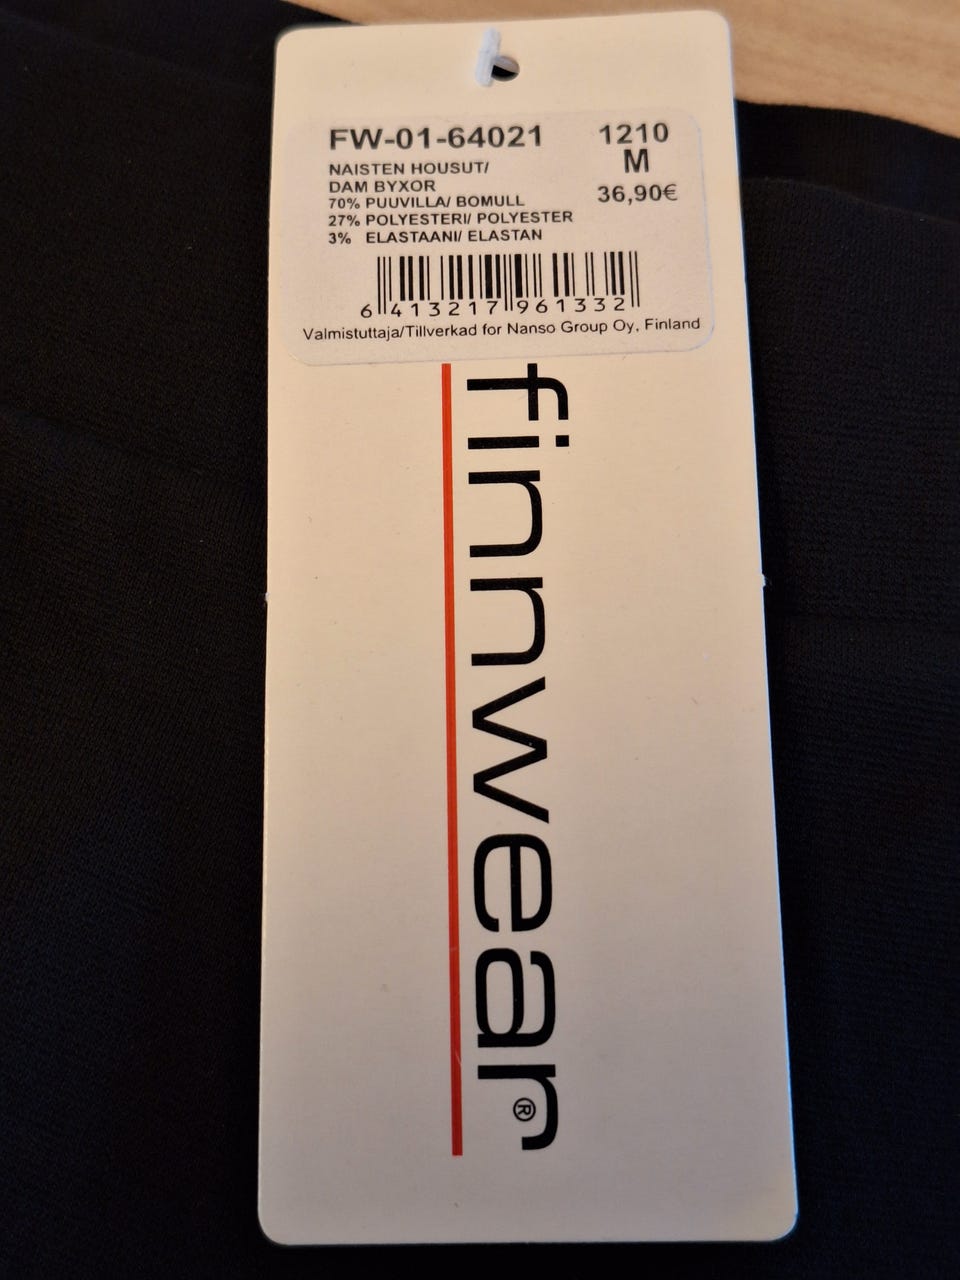 FW-01-64021 1210
M
NAISTEN HOUSUT/
DAM BYXOR
36,90€
70% PUUVILLA/ BOMULL
27% POLYESTERI/ POLYESTER
3% ELASTAANI/ ELASTAN
6 413217 961332
Valmistuttaja/Tillverkad for Nanso Group Oy, Finland
finnwear®